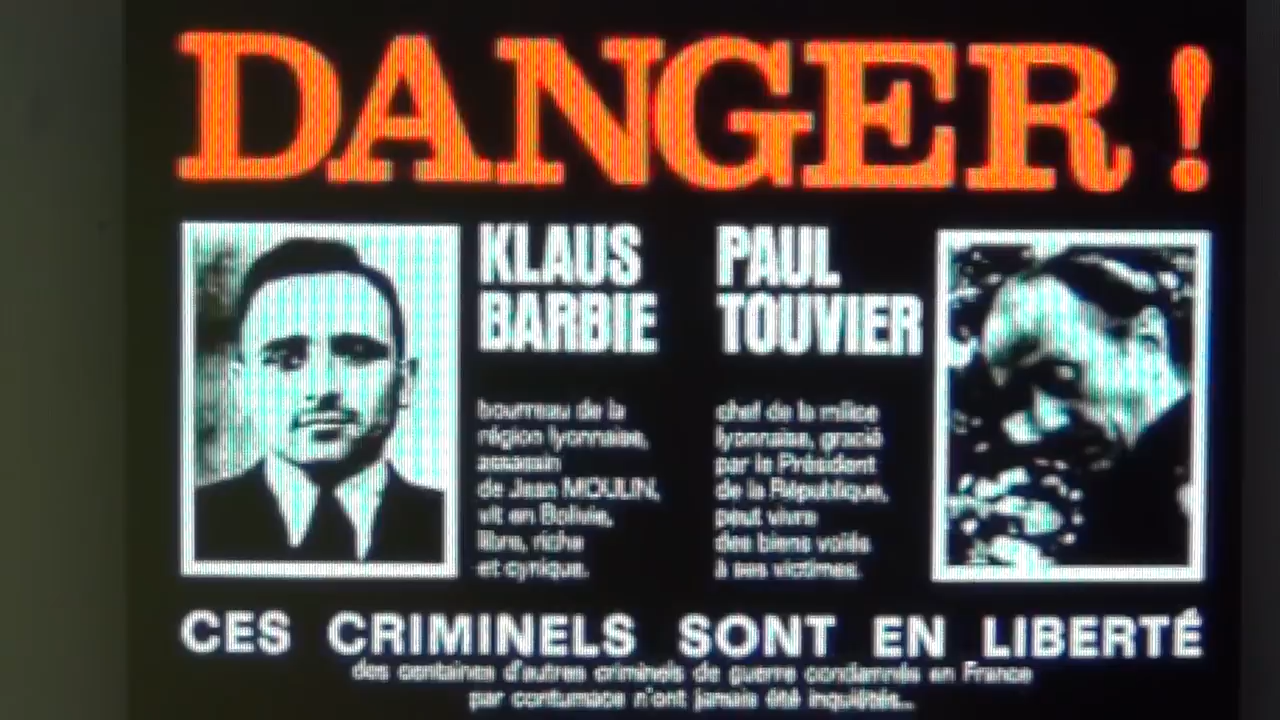 DANGER !
KLAUS
BARBIE
bourreau de la
région lyonnaise,
assassin
de Jean MOULIN,
vit en Bolivie,
libre, riche
et cynique.
PAUL
TOUVIER
chef de la milice
lyonnaise, gracié
par le Président
de la République,
peut vivre
des biens volés
à ses victimes.
CES CRIMINELS SONT EN LIBERTÉ
des centaines d'autres criminels de guerre condamnés en France
par contumace n'ont jamais été inquiétés...